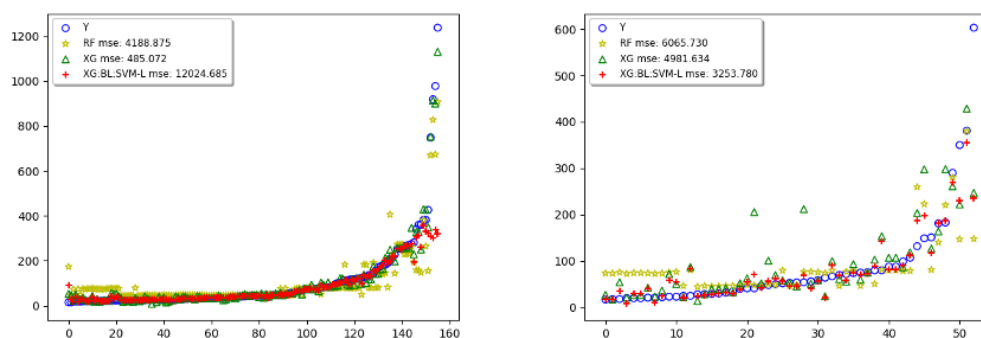 Y
RF mse: 4188.875
XG mse: 485.072
XG:BL:SVM-L mse: 12024.685
1200
1000
800
600
400
200
0
0 20 40 60 80 100 120 140 160
Y
RF mse: 6065.730
XG mse: 4981.634
XG:BL:SVM-L mse: 3253.780
600
500
400
300
200
100
0
0 10 20 30 40 50